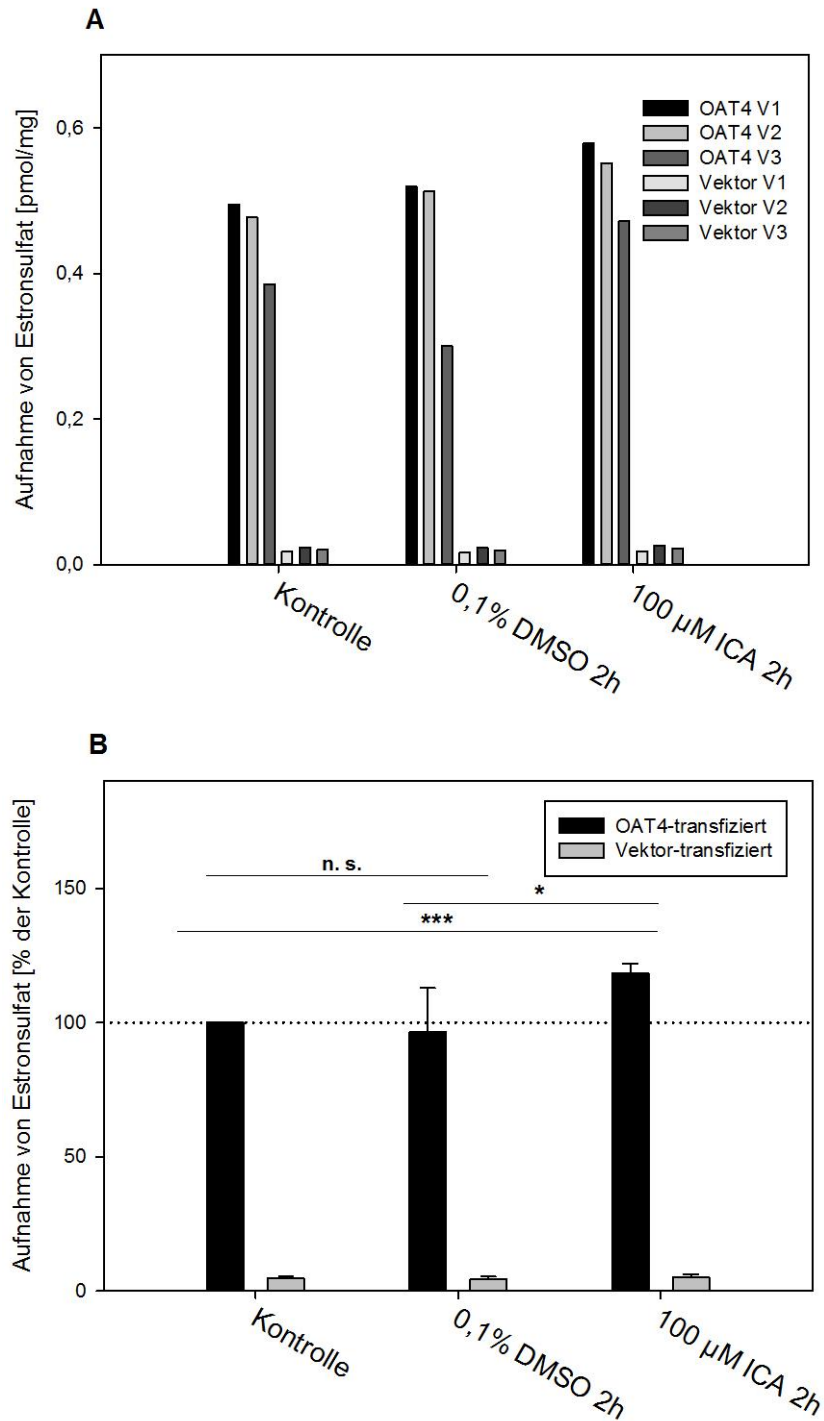 A
Aufnahme von Estronsulfat [pmol/mg]
0,6
0,4
0,2
0,0
OAT4 V1
OAT4 V2
OAT4 V3
Vektor V1
Vektor V2
Vektor V3
Kontrolle
0,1% DMSO 2h
100 µM ICA 2h
B
Aufnahme von Estronsulfat [% der Kontrolle]
150
100
50
0
OAT4-transfiziert
Vektor-transfiziert
n. s.
*
***
Kontrolle
0,1% DMSO 2h
100 µM ICA 2h